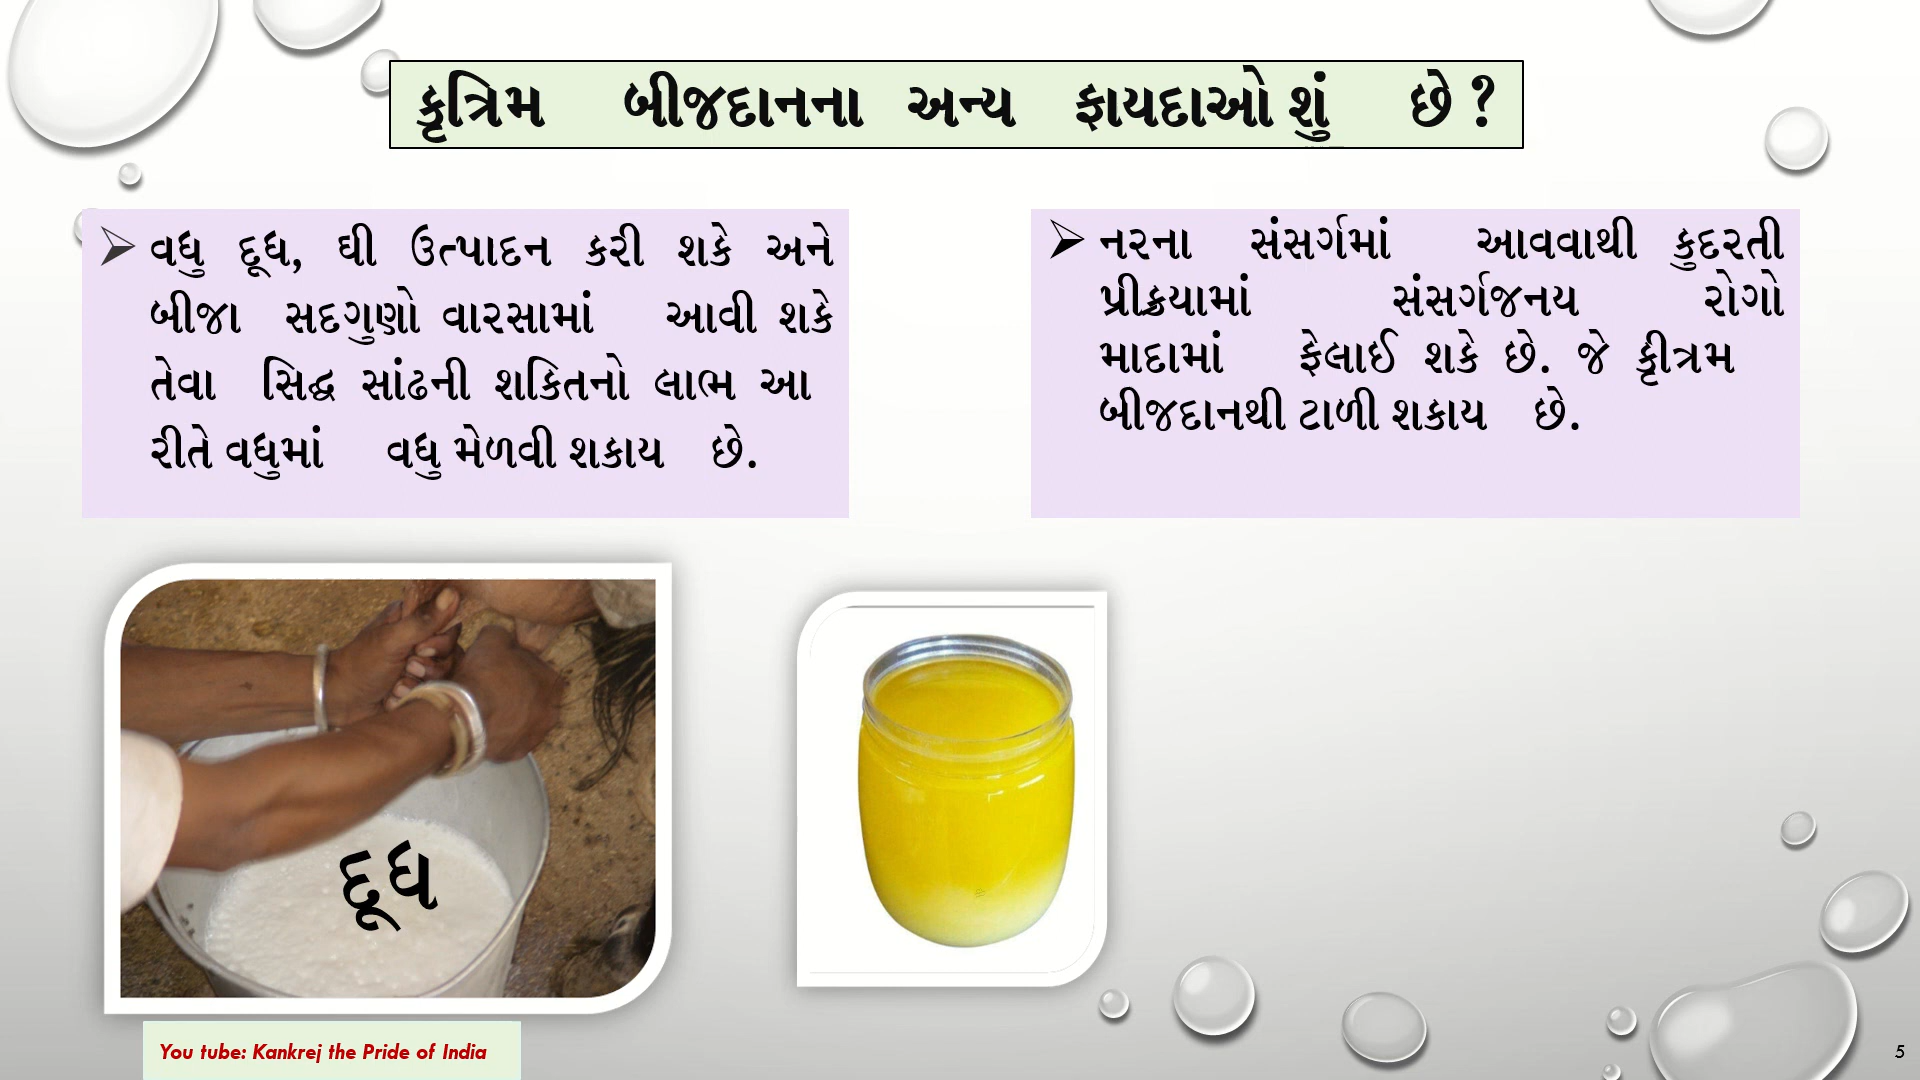 કૃત્રિમ બીજદાનના અન્ય ફાયદાઓ શું છે ?
➢ વધુ દૂધ, ઘી ઉત્પાદન કરી શકે અને
બીજા સદગુણો વારસામાં આવી શકે
તેવા સિદ્ધ સાંઢની શકિતનો લાભ આ
રીતે વધુમાં વધુ મેળવી શકાય છે.
➢ નરના સંસર્ગમાં આવવાથી કુદરતી
પ્રીક્રયામાં સંસર્ગજનય રોગો
માદામાં ફેલાઈ શકે છે. જે કૃીત્રમ
બીજદાનથી ટાળી શકાય છે.
દૂધ
You tube: Kankrej the Pride of India
5